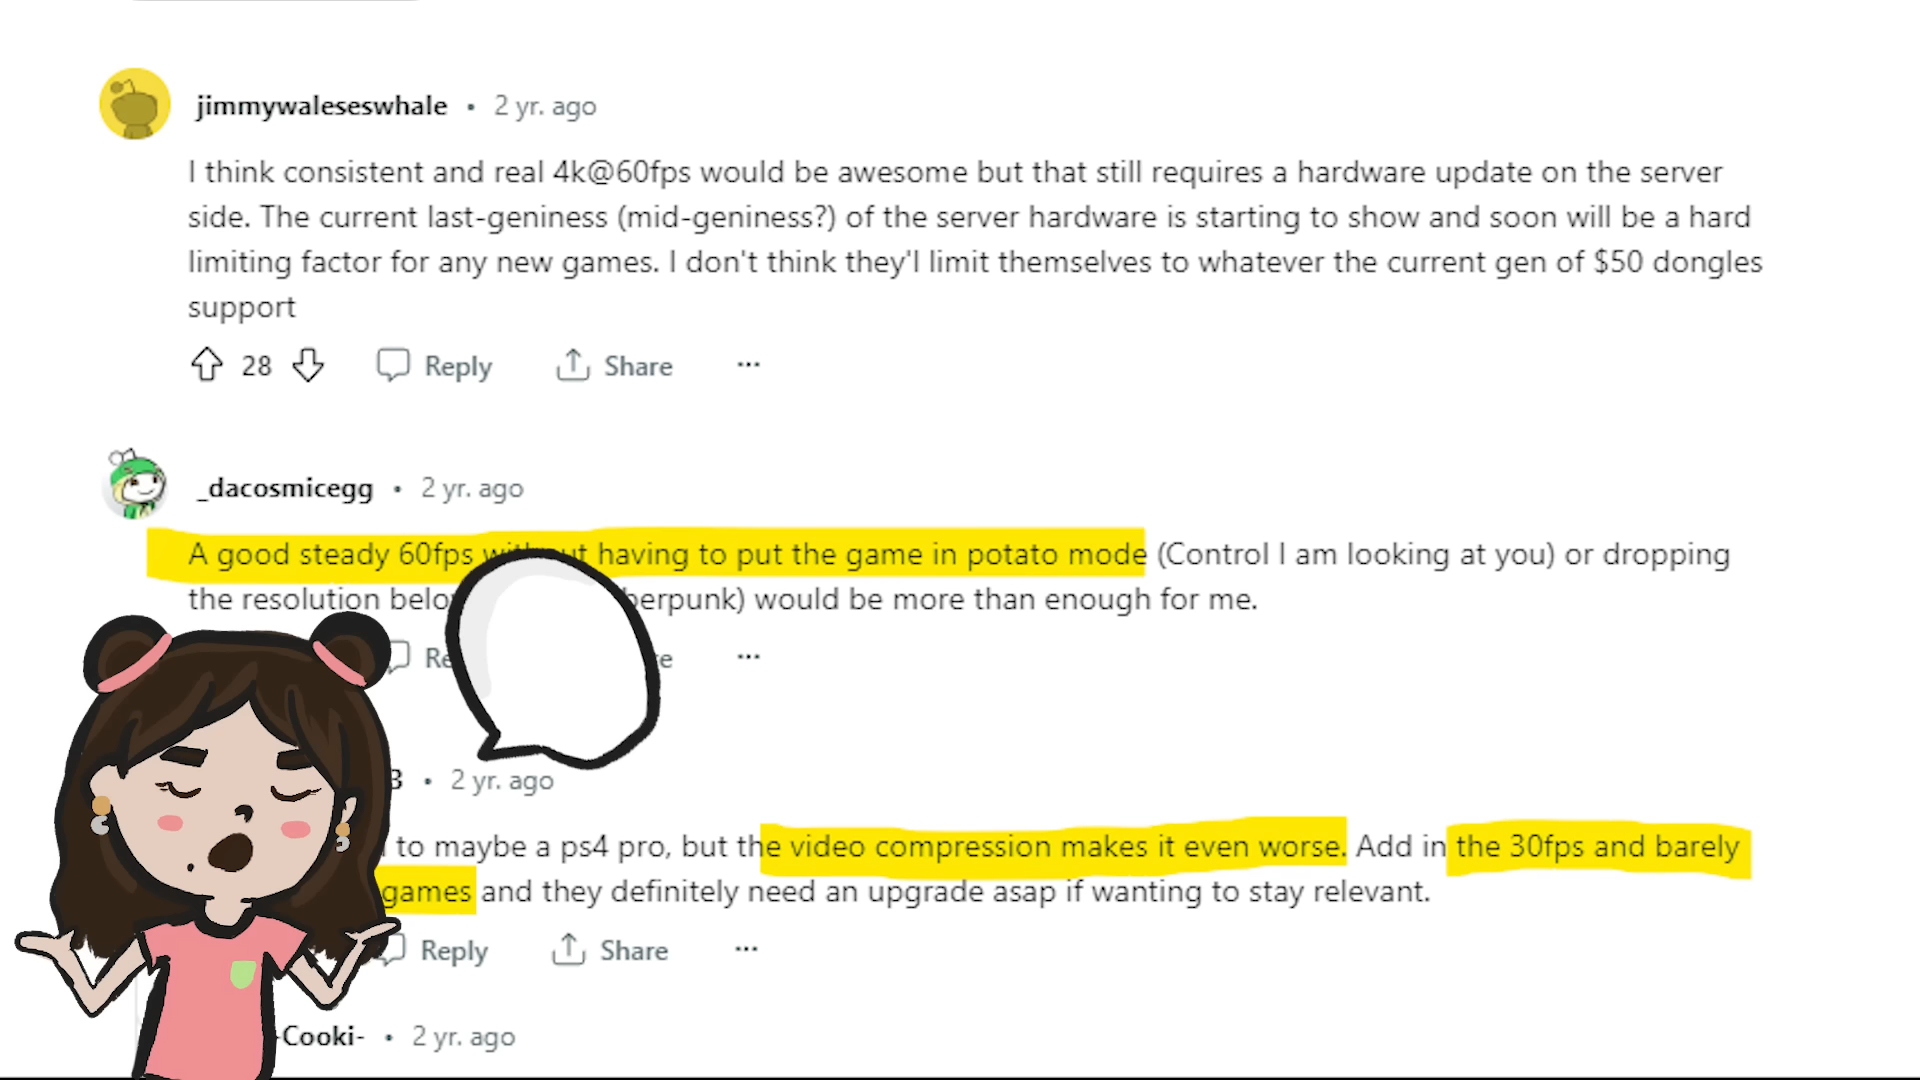 jimmywaleseswhale • 2 yr. ago
I think consistent and real 4k@60fps would be awesome but that still requires a hardware update on the server
side. The current last-geniness (mid-geniness?) of the server hardware is starting to show and soon will be a hard
limiting factor for any new games. I don't think they'l limit themselves to whatever the current gen of $50 dongles
support
28 Reply Share ...
_dacosmicegg • 2 yr. ago
A good steady 60fps without having to put the game in potato mode (Control I am looking at you) or dropping
the resolution would be more than enough for me.
...
3 • 2 yr. ago
to maybe a ps4 pro, but the video compression makes it even worse. Add in the 30fps and barely
games and they definitely need an upgrade asap if wanting to stay relevant.
Reply Share ...
Cooki- • 2 yr. ago